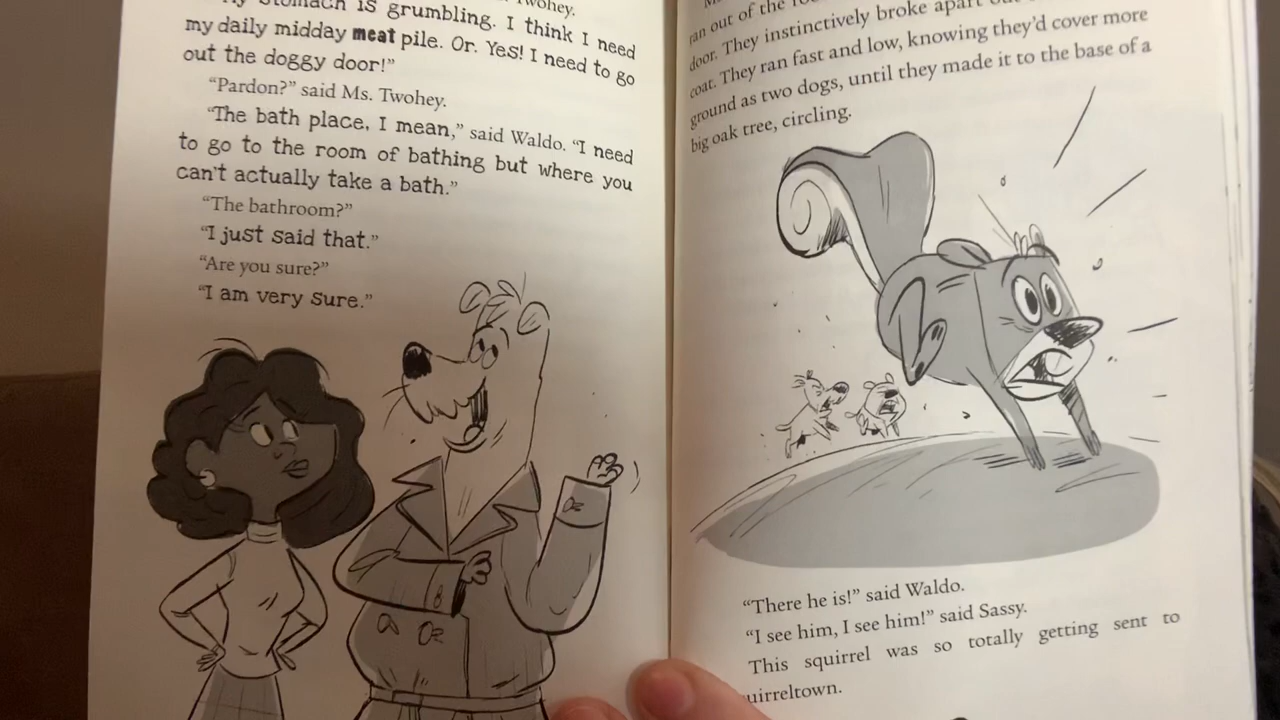 Twohey.
stomach is grumbling. I think I need
my daily midday meat pile. Or. Yes! I need to go
out the doggy door!”
“Pardon?” said Ms. Twohey.
“The bath place, I mean,” said Waldo. “I need
to go to the room of bathing but where you
can’t actually take a bath.”
“The bathroom?”
“I just said that.”
“Are you sure?”
“I am very sure.”
ran out of the
door. They instinctively broke apart
coat. They ran fast and low, knowing they’d cover more
ground as two dogs, until they made it to the base of a
big oak tree, circling.
“There he is!” said Waldo.
“I see him, I see him!” said Sassy.
This squirrel was so totally getting sent to
uirreltown.